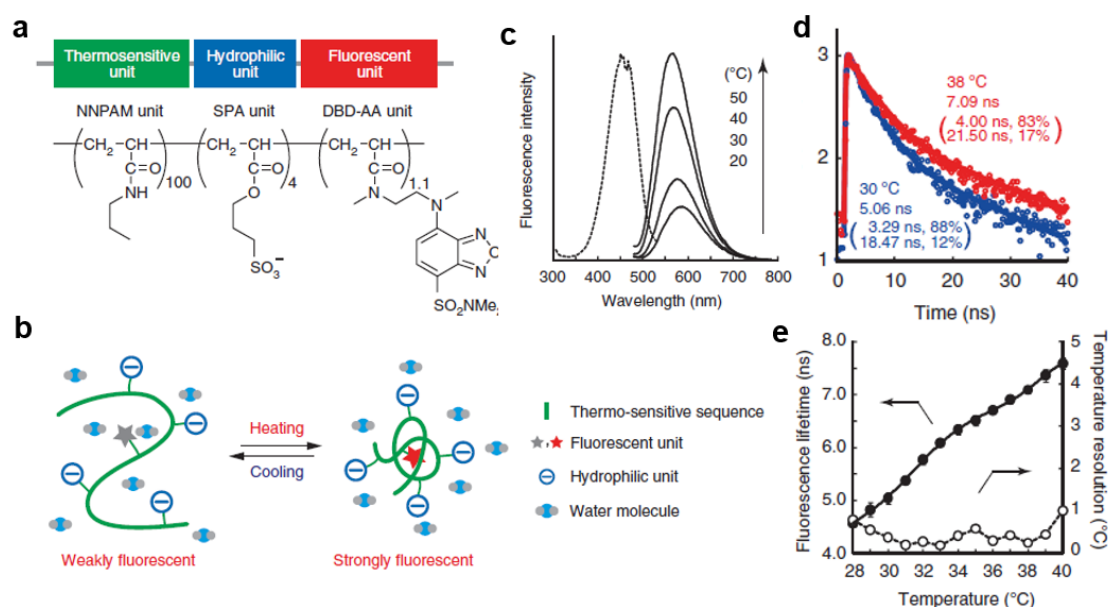 a
Thermosensitive
unit
Hydrophilic
unit
Fluorescent
unit
NNPAM unit
SPA unit
DBD-AA unit
CH2 CH
C=O
NH
100
CH2 CH
C=O
O
4
SO3−
CH2 CH
C=O
N
1.1
N
N
N
SO2NMe
b
Heating
Cooling
Weakly fluorescent
Strongly fluorescent
Thermo-sensitive sequence
Fluorescent unit
Hydrophilic unit
Water molecule
c
Fluorescence intensity
(°C)
50
40
30
20
300 400 500 600 700 800
Wavelength (nm)
d
3
2
1
38 °C
7.09 ns
(4.00 ns, 83%
21.50 ns, 17%)
30 °C
5.06 ns
(3.29 ns, 88%
18.47 ns, 12%)
0 10 20 30 40
Time (ns)
e
Fluorescence lifetime (ns)
8.0
7.0
6.0
5.0
4.0
Temperature resolution (°C)
5
4
3
2
1
0
28 30 32 34 36 38 40
Temperature (°C)